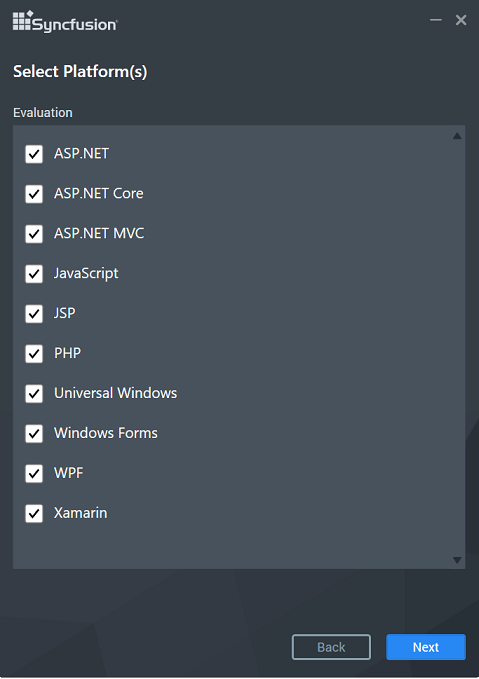 Syncfusion
Select Platform(s)
Evaluation
ASP.NET
ASP.NET Core
ASP.NET MVC
JavaScript
JSP
PHP
Universal Windows
Windows Forms
WPF
Xamarin
Back Next